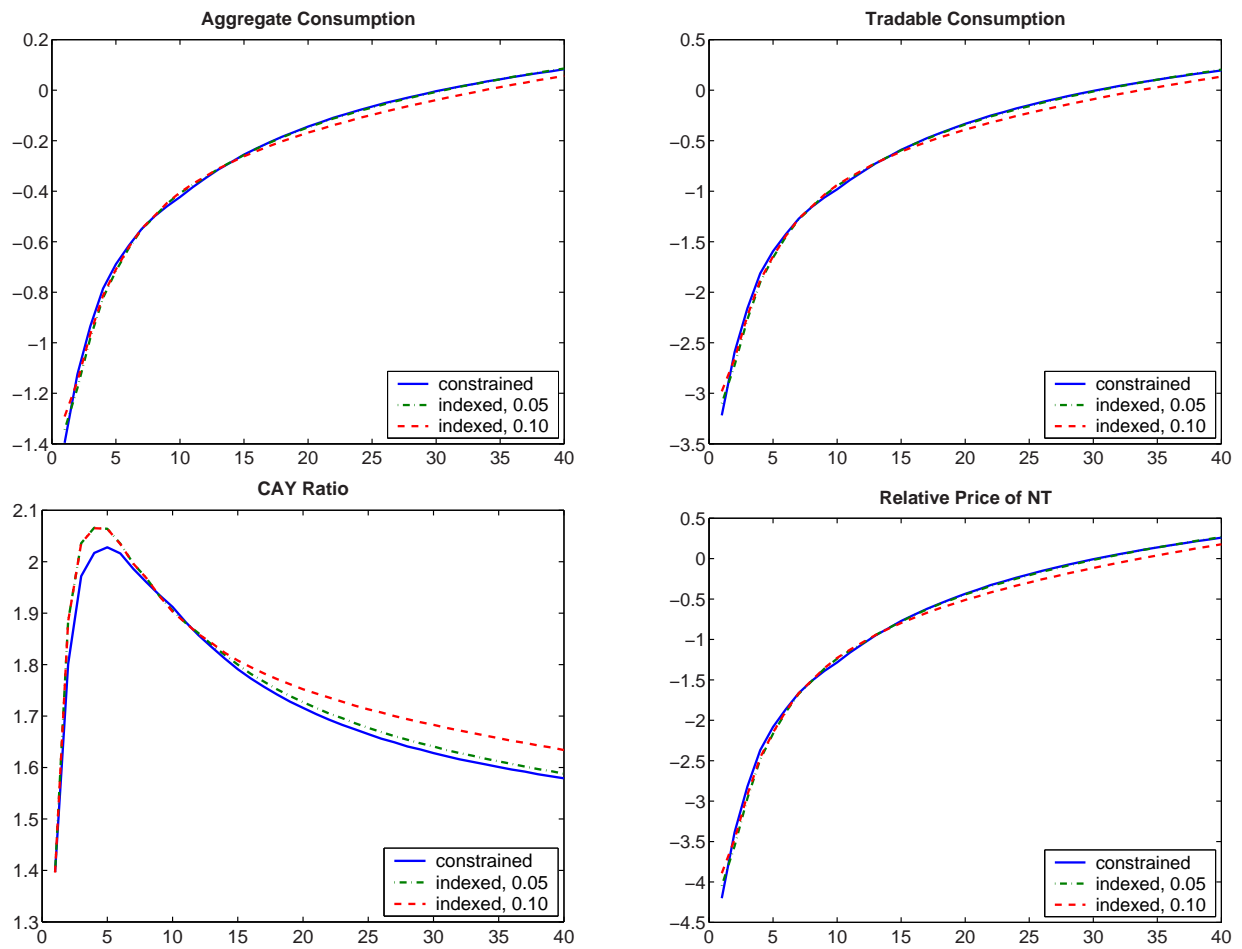 Aggregate Consumption
0.2
0
−0.2
−0.4
−0.6
−0.8
−1
−1.2
−1.4
0 5 10 15 20 25 30 35 40
constrained
indexed, 0.05
indexed, 0.10
Tradable Consumption
0.5
0
−0.5
−1
−1.5
−2
−2.5
−3
−3.5
0 5 10 15 20 25 30 35 40
constrained
indexed, 0.05
indexed, 0.10
CAY Ratio
2.1
2
1.9
1.8
1.7
1.6
1.5
1.4
1.3
0 5 10 15 20 25 30 35 40
constrained
indexed, 0.05
indexed, 0.10
Relative Price of NT
0.5
0
−0.5
−1
−1.5
−2
−2.5
−3
−3.5
−4
−4.5
0 5 10 15 20 25 30 35 40
constrained
indexed, 0.05
indexed, 0.10